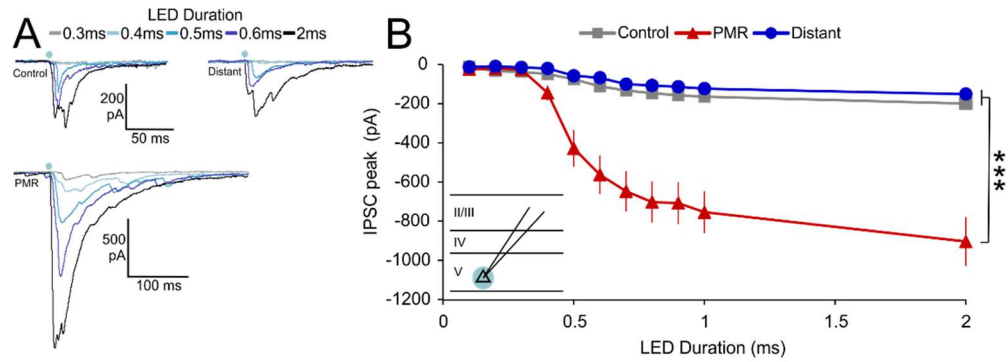 A
LED Duration
0.3ms 0.4ms 0.5ms 0.6ms 2ms
Control
Distant
200
pA
50 ms
PMR
500
pA
100 ms
B
Control PMR Distant
IPSC peak (pA)
0
-200
-400
-600
-800
-1000
-1200
II/III
IV
V
***
0 0.5 1 1.5 2
LED Duration (ms)